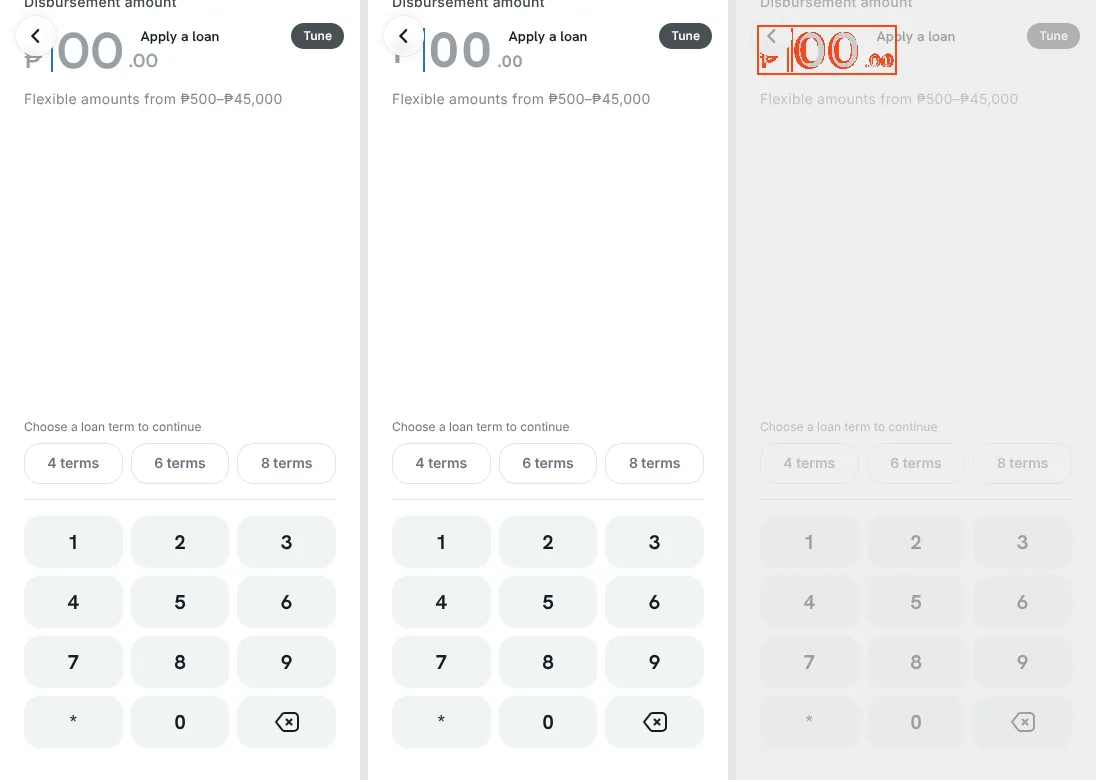 Disbursement amount
Apply a loan
Tune
₱00.00
Flexible amounts from ₱500–₱45,000
Choose a loan term to continue
4 terms
6 terms
8 terms
1
2
3
4
5
6
7
8
9
*
0
Disbursement amount
Apply a loan
Tune
00.00
Flexible amounts from ₱500–₱45,000
Choose a loan term to continue
4 terms
6 terms
8 terms
1
2
3
4
5
6
7
8
9
*
0
Disbursement amount
Apply a loan
Tune
₱00.00
Flexible amounts from ₱500–₱45,000
Choose a loan term to continue
4 terms
6 terms
8 terms
1
2
3
4
5
6
7
8
9
*
0